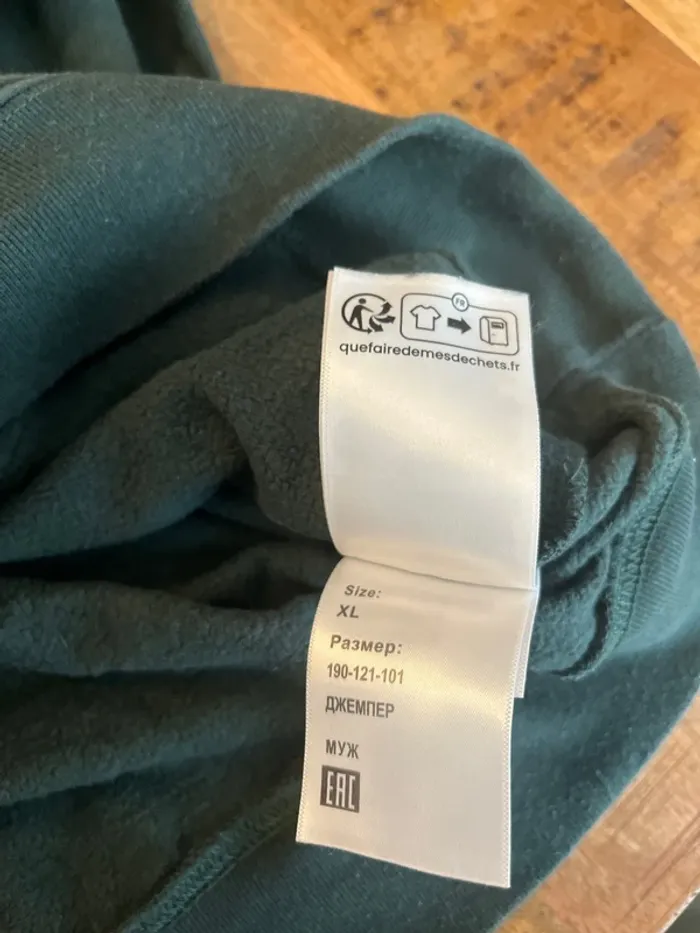 FR
quefairedemesdechets.fr
Size:
XL
Размер:
190-121-101
ДЖЕМПЕР
МУЖ
EAC